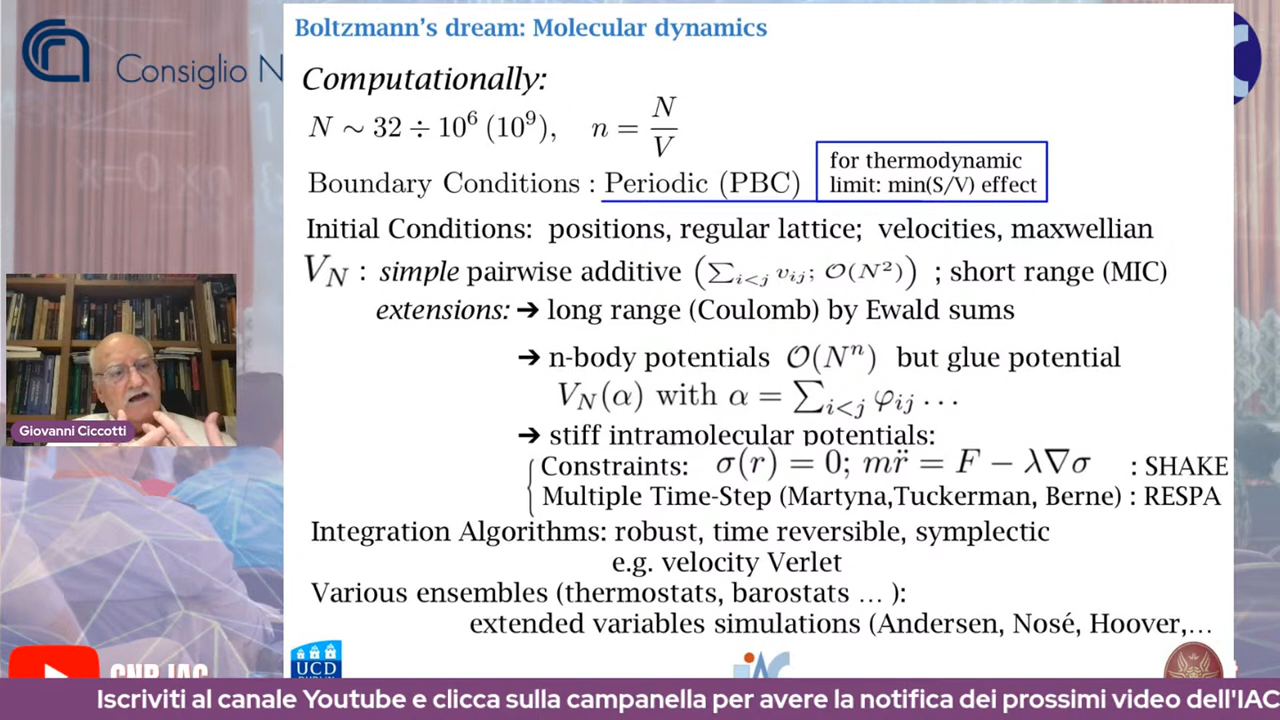 Boltzmann's dream: Molecular dynamics
Consiglio N
Computationally:
N ∼ 32 ÷ 10⁶ (10⁹), n = N/V
Boundary Conditions : Periodic (PBC)
for thermodynamic
limit: min(S/V) effect
Initial Conditions: positions, regular lattice; velocities, maxwellian
V_N : simple pairwise additive (∑_{i<j} v_{ij}; 𝒪(N²)) ; short range (MIC)
extensions: ➔ long range (Coulomb) by Ewald sums
➔ n-body potentials 𝒪(Nⁿ) but glue potential
V_N(α) with α = ∑_{i<j} φ_{ij} …
➔ stiff intramolecular potentials:
Constraints: σ(r) = 0; mr̈ = F − λ∇σ : SHAKE
Multiple Time-Step (Martyna,Tuckerman, Berne) : RESPA
Giovanni Ciccotti
Integration Algorithms: robust, time reversible, symplectic
e.g. velocity Verlet
Various ensembles (thermostats, barostats … ):
extended variables simulations (Andersen, Nosé, Hoover,…
UCD
CNR IAC
iAC
Iscriviti al canale Youtube e clicca sulla campanella per avere la notifica dei prossimi video dell'IAC